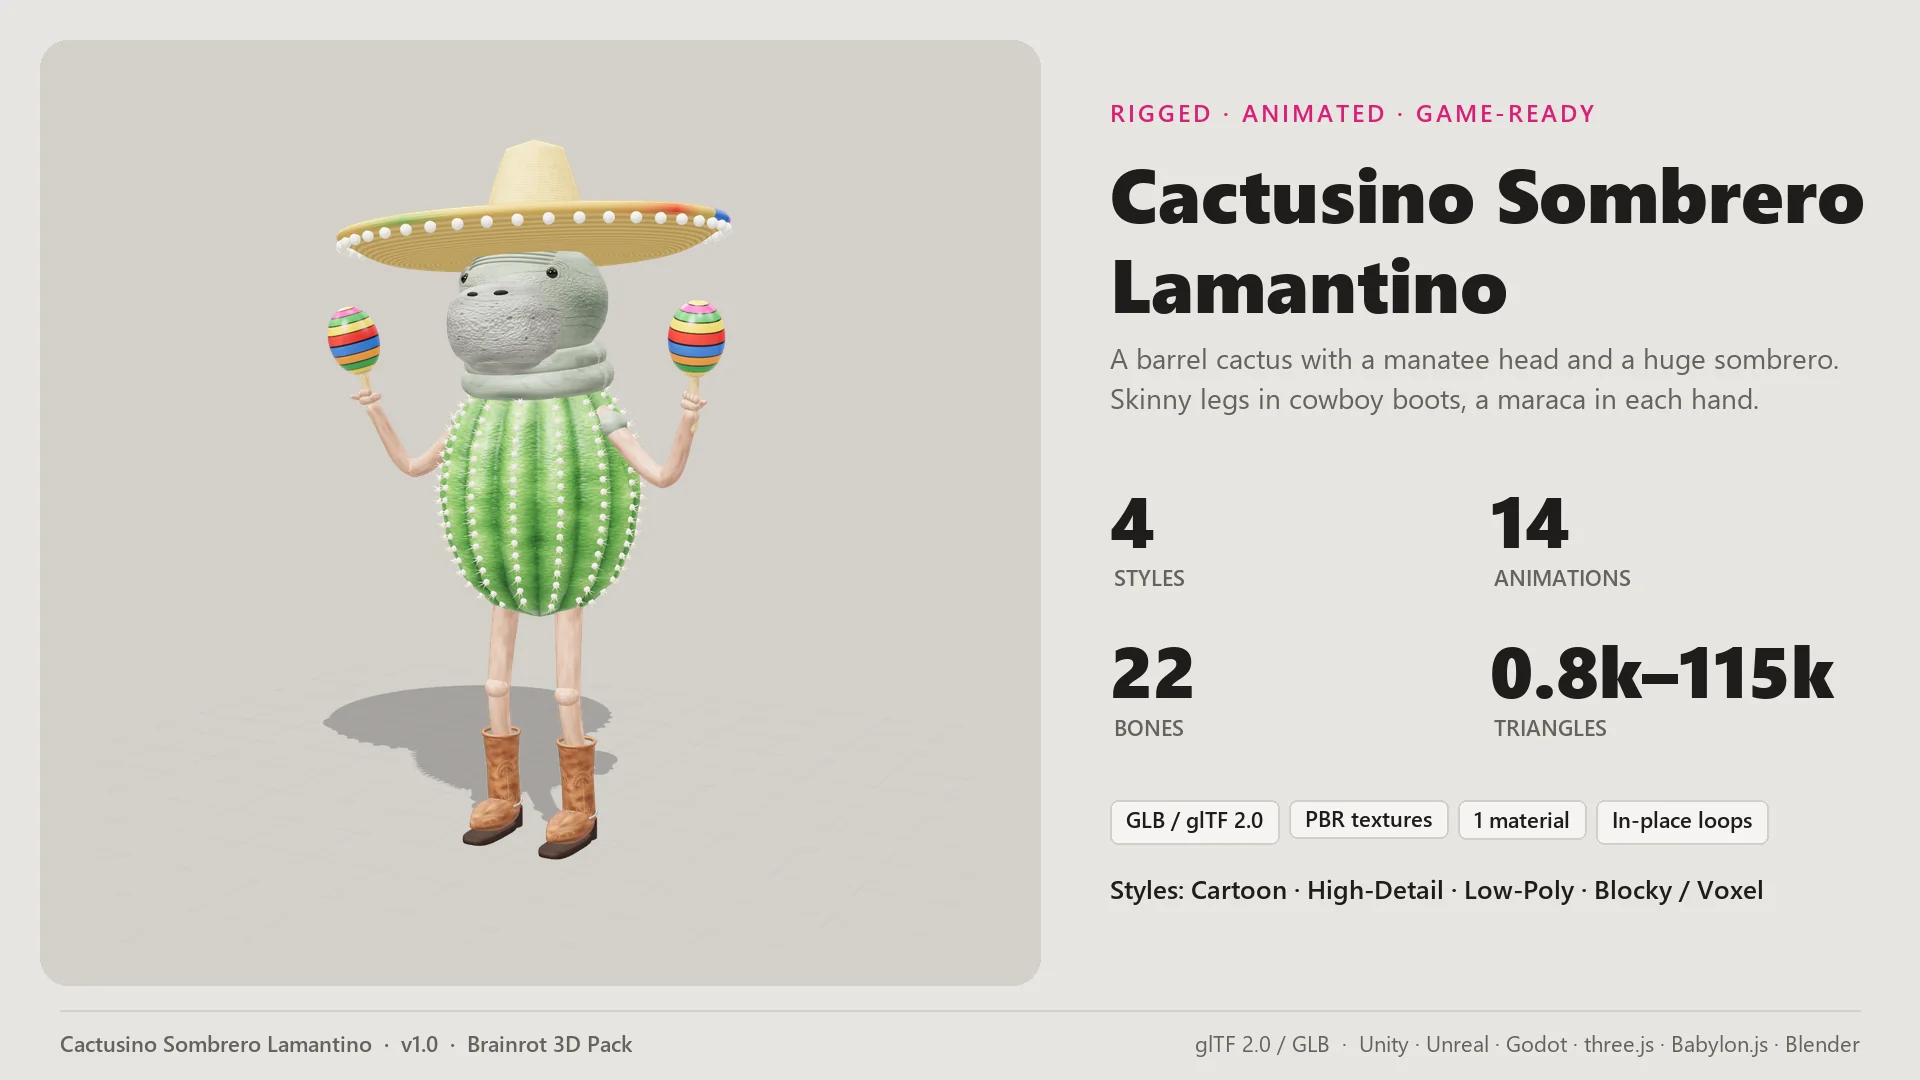 RIGGED · ANIMATED · GAME-READY
Cactusino Sombrero
Lamantino
A barrel cactus with a manatee head and a huge sombrero.
Skinny legs in cowboy boots, a maraca in each hand.
4
STYLES
14
ANIMATIONS
22
BONES
0.8k–115k
TRIANGLES
GLB / glTF 2.0
PBR textures
1 material
In-place loops
Styles: Cartoon · High-Detail · Low-Poly · Blocky / Voxel
Cactusino Sombrero Lamantino · v1.0 · Brainrot 3D Pack
glTF 2.0 / GLB · Unity · Unreal · Godot · three.js · Babylon.js · Blender